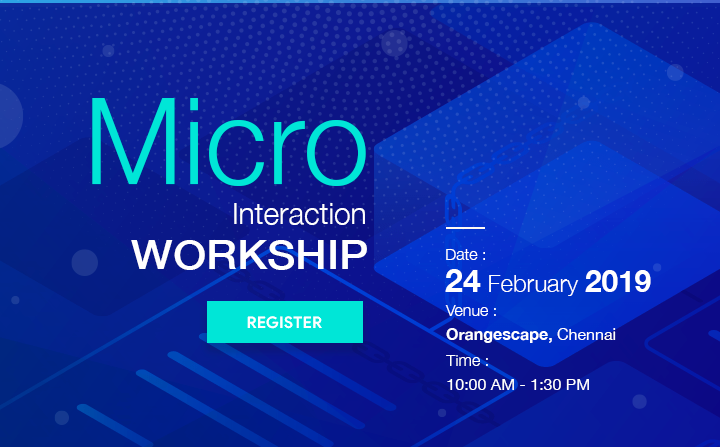 Micro
Interaction
WORKSHIP
REGISTER
Date :
24 February 2019
Venue :
Orangescape, Chennai
Time :
10:00 AM - 1:30 PM